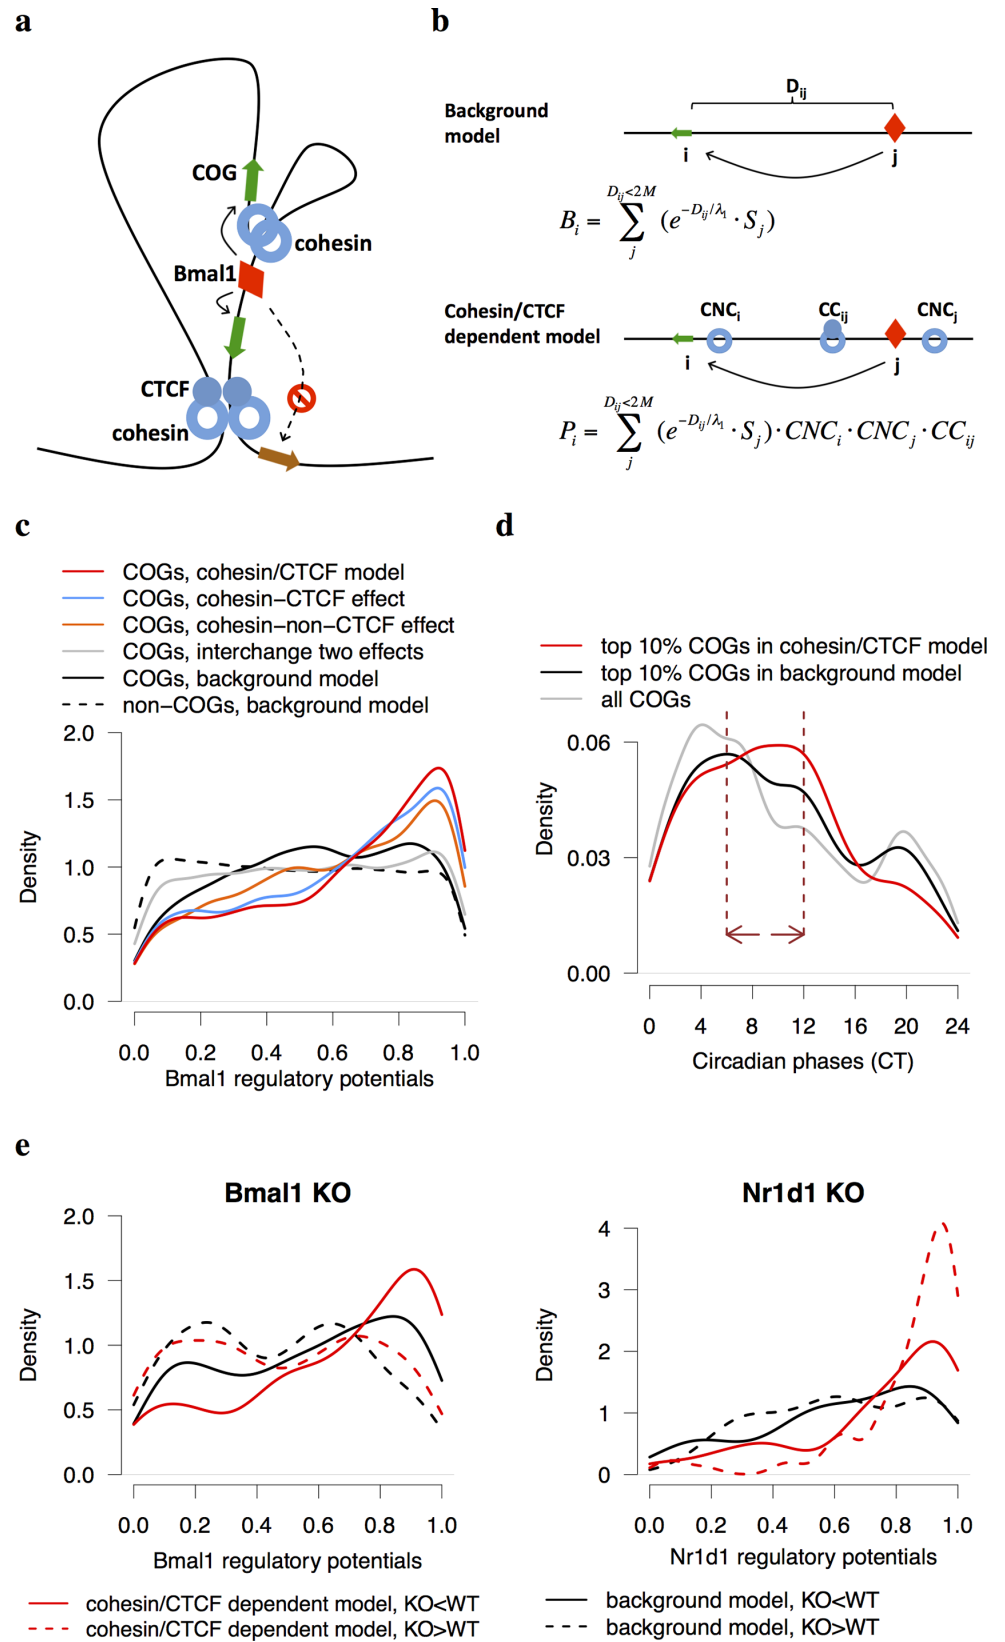 a
COG
cohesin
Bmal1
CTCF
cohesin
b
Background
model
D_ij
i
j
B_i = \sum_j^{D_ij<2M} (e^{-D_ij/λ_1} · S_j)
Cohesin/CTCF
dependent model
CNC_i
CC_ij
CNC_j
i
j
P_i = \sum_j^{D_ij<2M} (e^{-D_ij/λ_1} · S_j) · CNC_i · CNC_j · CC_ij
c
COGs, cohesin/CTCF model
COGs, cohesin−CTCF effect
COGs, cohesin−non−CTCF effect
COGs, interchange two effects
COGs, background model
non−COGs, background model
2.0
1.5
1.0
0.5
0.0
Density
0.0 0.2 0.4 0.6 0.8 1.0
Bmal1 regulatory potentials
d
top 10% COGs in cohesin/CTCF model
top 10% COGs in background model
all COGs
0.06
0.03
0.00
Density
0 4 8 12 16 20 24
Circadian phases (CT)
e
Bmal1 KO
2.0
1.5
1.0
0.5
0.0
Density
0.0 0.2 0.4 0.6 0.8 1.0
Bmal1 regulatory potentials
Nr1d1 KO
4
3
2
1
0
Density
0.0 0.2 0.4 0.6 0.8 1.0
Nr1d1 regulatory potentials
cohesin/CTCF dependent model, KO<WT
cohesin/CTCF dependent model, KO>WT
background model, KO<WT
background model, KO>WT